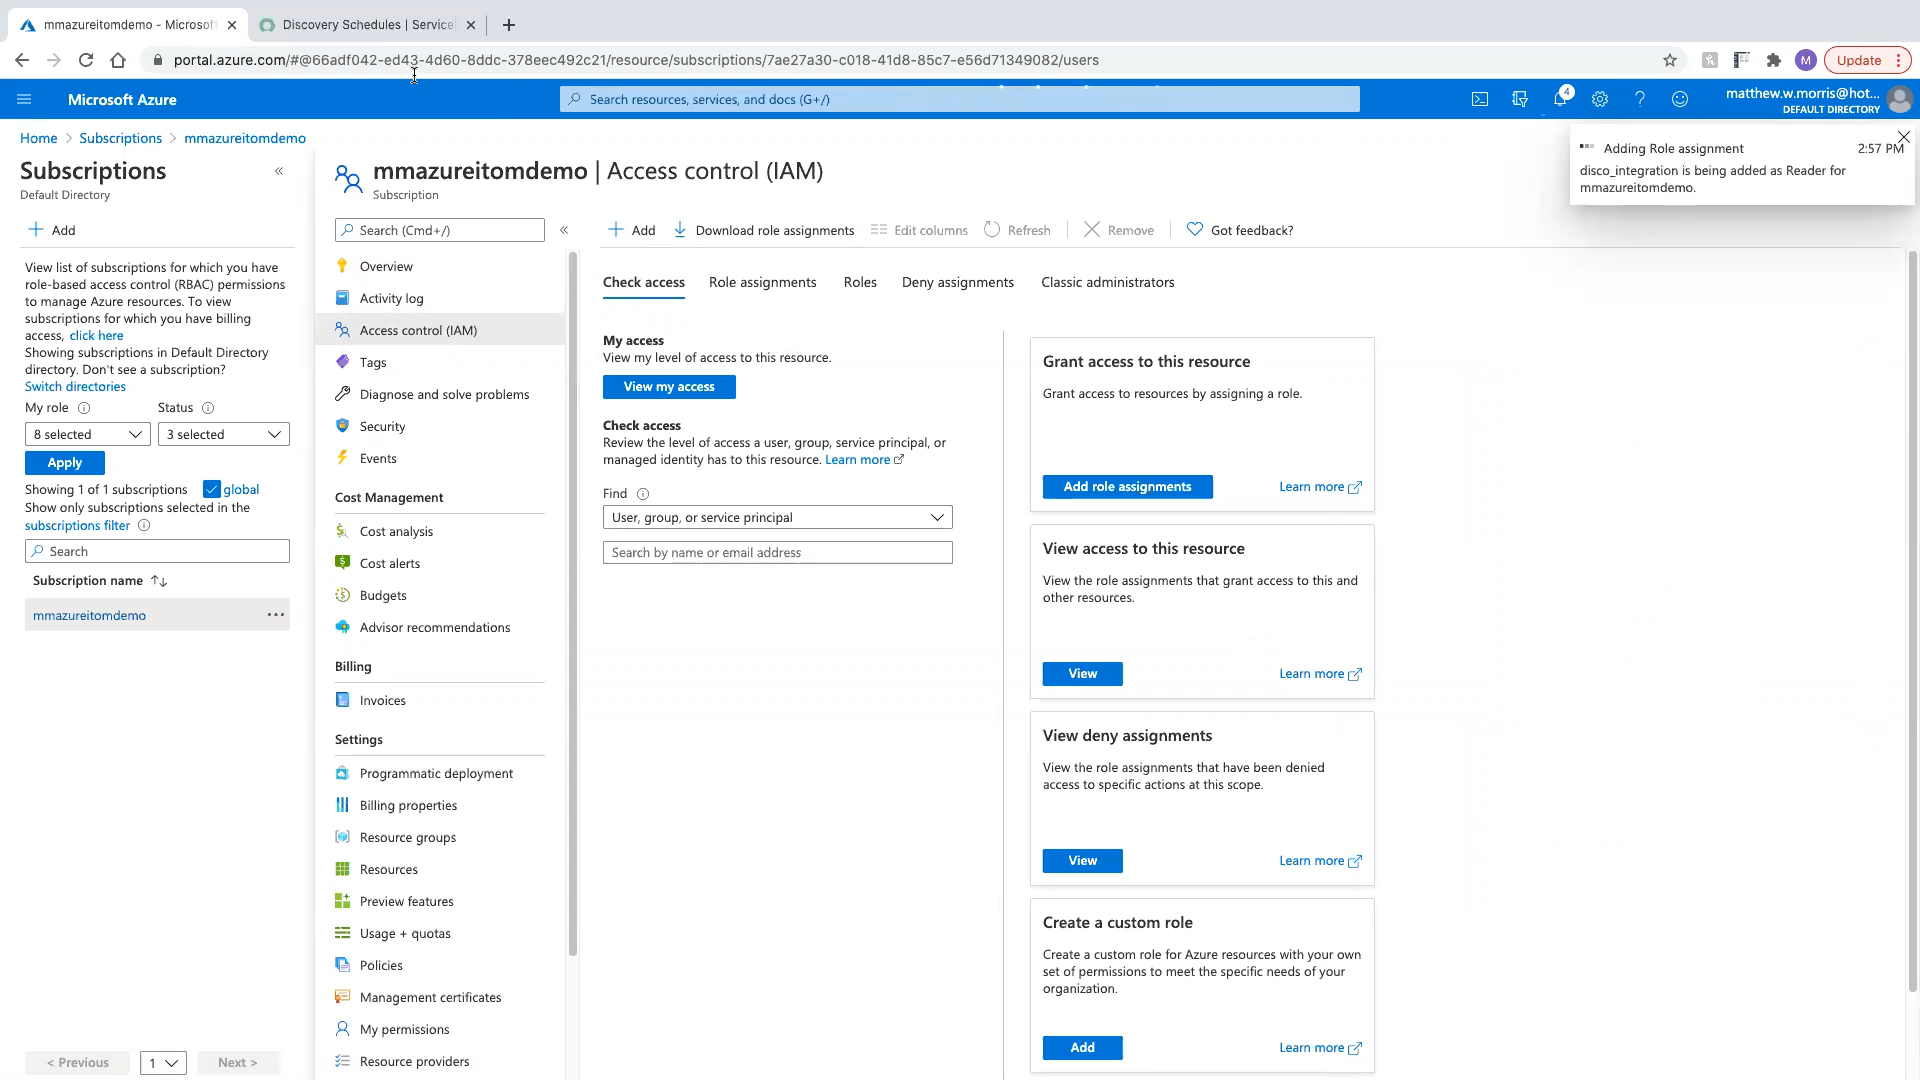 mmazureitomdemo - Microsof
Discovery Schedules | Service
portal.azure.com/#@66adf042-ed43-4d60-8ddc-378eec492c21/resource/subscriptions/7ae27a30-c018-41d8-85c7-e56d71349082/users
M
Update
Microsoft Azure
Search resources, services, and docs (G+/)
4
matthew.w.morris@hot...
DEFAULT DIRECTORY
Home > Subscriptions > mmazureitomdemo
Adding Role assignment 2:57 PM
disco_integration is being added as Reader for
mmazureitomdemo.
Subscriptions
Default Directory
mmazureitomdemo | Access control (IAM)
Subscription
Add
Search (Cmd+/)
Add
Download role assignments
Edit columns
Refresh
Remove
Got feedback?
View list of subscriptions for which you have
role-based access control (RBAC) permissions
to manage Azure resources. To view
subscriptions for which you have billing
access, click here
Showing subscriptions in Default Directory
directory. Don't see a subscription?
Switch directories
My role
Status
8 selected
3 selected
Apply
Showing 1 of 1 subscriptions global
Show only subscriptions selected in the
subscriptions filter
Search
Subscription name
mmazureitomdemo
< Previous
1
Next >
Overview
Activity log
Access control (IAM)
Tags
Diagnose and solve problems
Security
Events
Cost Management
Cost analysis
Cost alerts
Budgets
Advisor recommendations
Billing
Invoices
Settings
Programmatic deployment
Billing properties
Resource groups
Resources
Preview features
Usage + quotas
Policies
Management certificates
My permissions
Resource providers
Check access
Role assignments
Roles
Deny assignments
Classic administrators
My access
View my level of access to this resource.
View my access
Check access
Review the level of access a user, group, service principal, or
managed identity has to this resource. Learn more
Find
User, group, or service principal
Search by name or email address
Grant access to this resource
Grant access to resources by assigning a role.
Add role assignments
Learn more
View access to this resource
View the role assignments that grant access to this and
other resources.
View
Learn more
View deny assignments
View the role assignments that have been denied
access to specific actions at this scope.
View
Learn more
Create a custom role
Create a custom role for Azure resources with your own
set of permissions to meet the specific needs of your
organization.
Add
Learn more